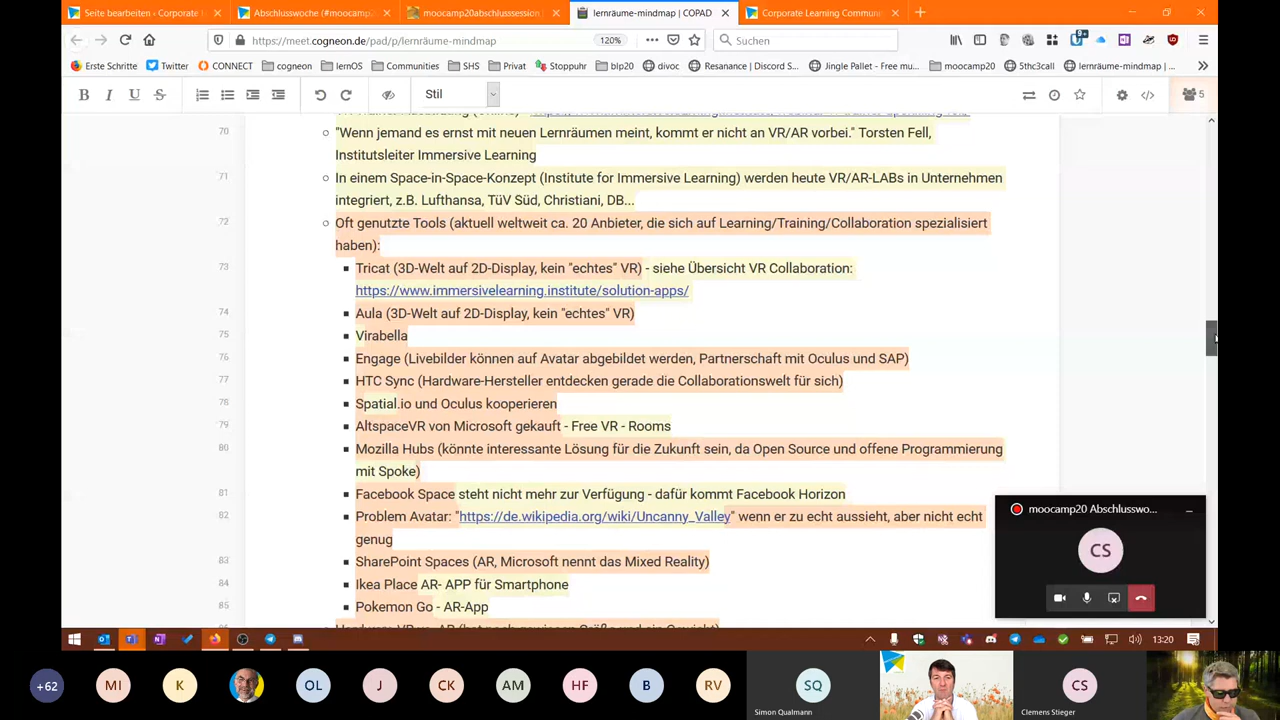 Seite bearbeiten ‹ Corporate
Abschlusswoche (#moocamp20
moocamp20abschlusssession
lernräume-mindmap | COPAD
Corporate Learning Commun
https://meet.cogneon.de/pad/p/lernräume-mindmap
120%
Suchen
9+
Erste Schritte
Twitter
CONNECT
cogneon
lernOS
Communities
SHS
Privat
Stoppuhr
blp20
divoc
Resanance | Discord S...
Jingle Pallet - Free mu...
moocamp20
5thc3call
lernräume-mindmap | ...
Stil
5
70
"Wenn jemand es ernst mit neuen Lernräumen meint, kommt er nicht an VR/AR vorbei." Torsten Fell,
Institutsleiter Immersive Learning
71
In einem Space-in-Space-Konzept (Institute for Immersive Learning) werden heute VR/AR-LABs in Unternehmen
integriert, z.B. Lufthansa, TüV Süd, Christiani, DB...
72
Oft genutzte Tools (aktuell weltweit ca. 20 Anbieter, die sich auf Learning/Training/Collaboration spezialisiert
haben):
73
Tricat (3D-Welt auf 2D-Display, kein "echtes" VR) - siehe Übersicht VR Collaboration:
https://www.immersivelearning.institute/solution-apps/
74
Aula (3D-Welt auf 2D-Display, kein "echtes" VR)
75
Virabella
76
Engage (Livebilder können auf Avatar abgebildet werden, Partnerschaft mit Oculus und SAP)
77
HTC Sync (Hardware-Hersteller entdecken gerade die Collaborationswelt für sich)
78
Spatial.io und Oculus kooperieren
79
AltspaceVR von Microsoft gekauft - Free VR - Rooms
80
Mozilla Hubs (könnte interessante Lösung für die Zukunft sein, da Open Source und offene Programmierung
mit Spoke)
81
Facebook Space steht nicht mehr zur Verfügung - dafür kommt Facebook Horizon
82
Problem Avatar: "https://de.wikipedia.org/wiki/Uncanny_Valley" wenn er zu echt aussieht, aber nicht echt
genug
83
SharePoint Spaces (AR, Microsoft nennt das Mixed Reality)
84
Ikea Place AR- APP für Smartphone
85
Pokemon Go - AR-App
moocamp20 Abschlusswo...
CS
13:20
+62
MI
K
OL
J
CK
AM
HF
B
RV
SQ
Simon Qualmann
CS
Clemens Stieger